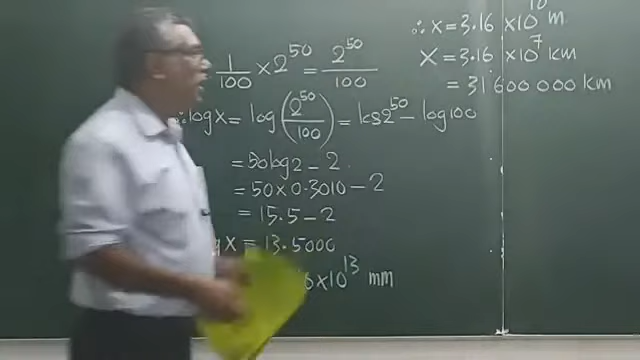 1/100 × 2^50 = 2^50/100
∴ log x = log (2^50/100) = log 2^50 − log 100
= 50 log 2 − 2
= 50 × 0.3010 − 2
= 15.5 − 2
x = 13.5000
×10^13 mm
∴ x = 3.16 × 10^10 m
x = 3.16 × 10^7 km
= 31 600 000 km